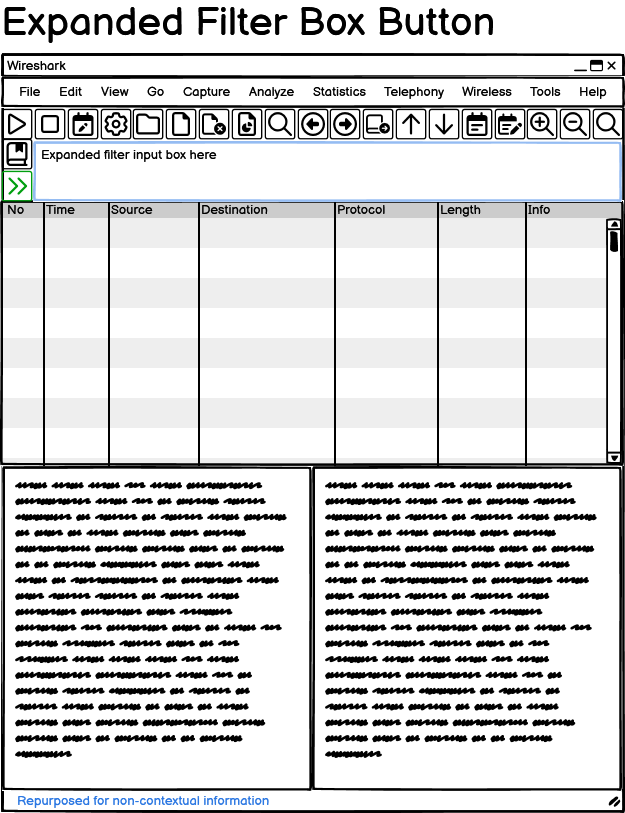 Expanded Filter Box Button
Wireshark
File Edit View Go Capture Analyze Statistics Telephony Wireless Tools Help
Expanded filter input box here
No Time Source Destination Protocol Length Info
Repurposed for non-contextual information